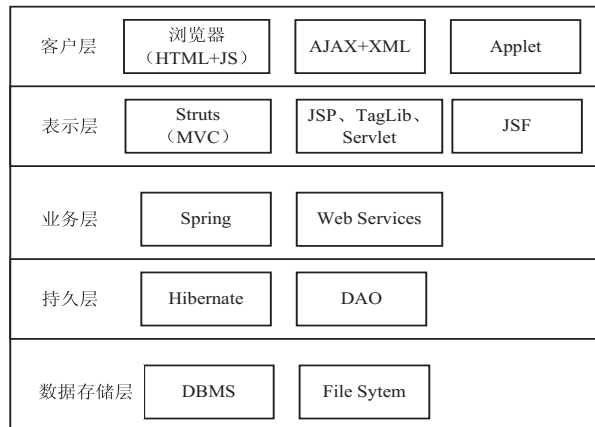 客户层
浏览器
（HTML+JS）
AJAX+XML
Applet
表示层
Struts
（MVC）
JSP、TagLib、
Servlet
JSF
业务层
Spring
Web Services
持久层
Hibernate
DAO
数据存储层
DBMS
File Sytem